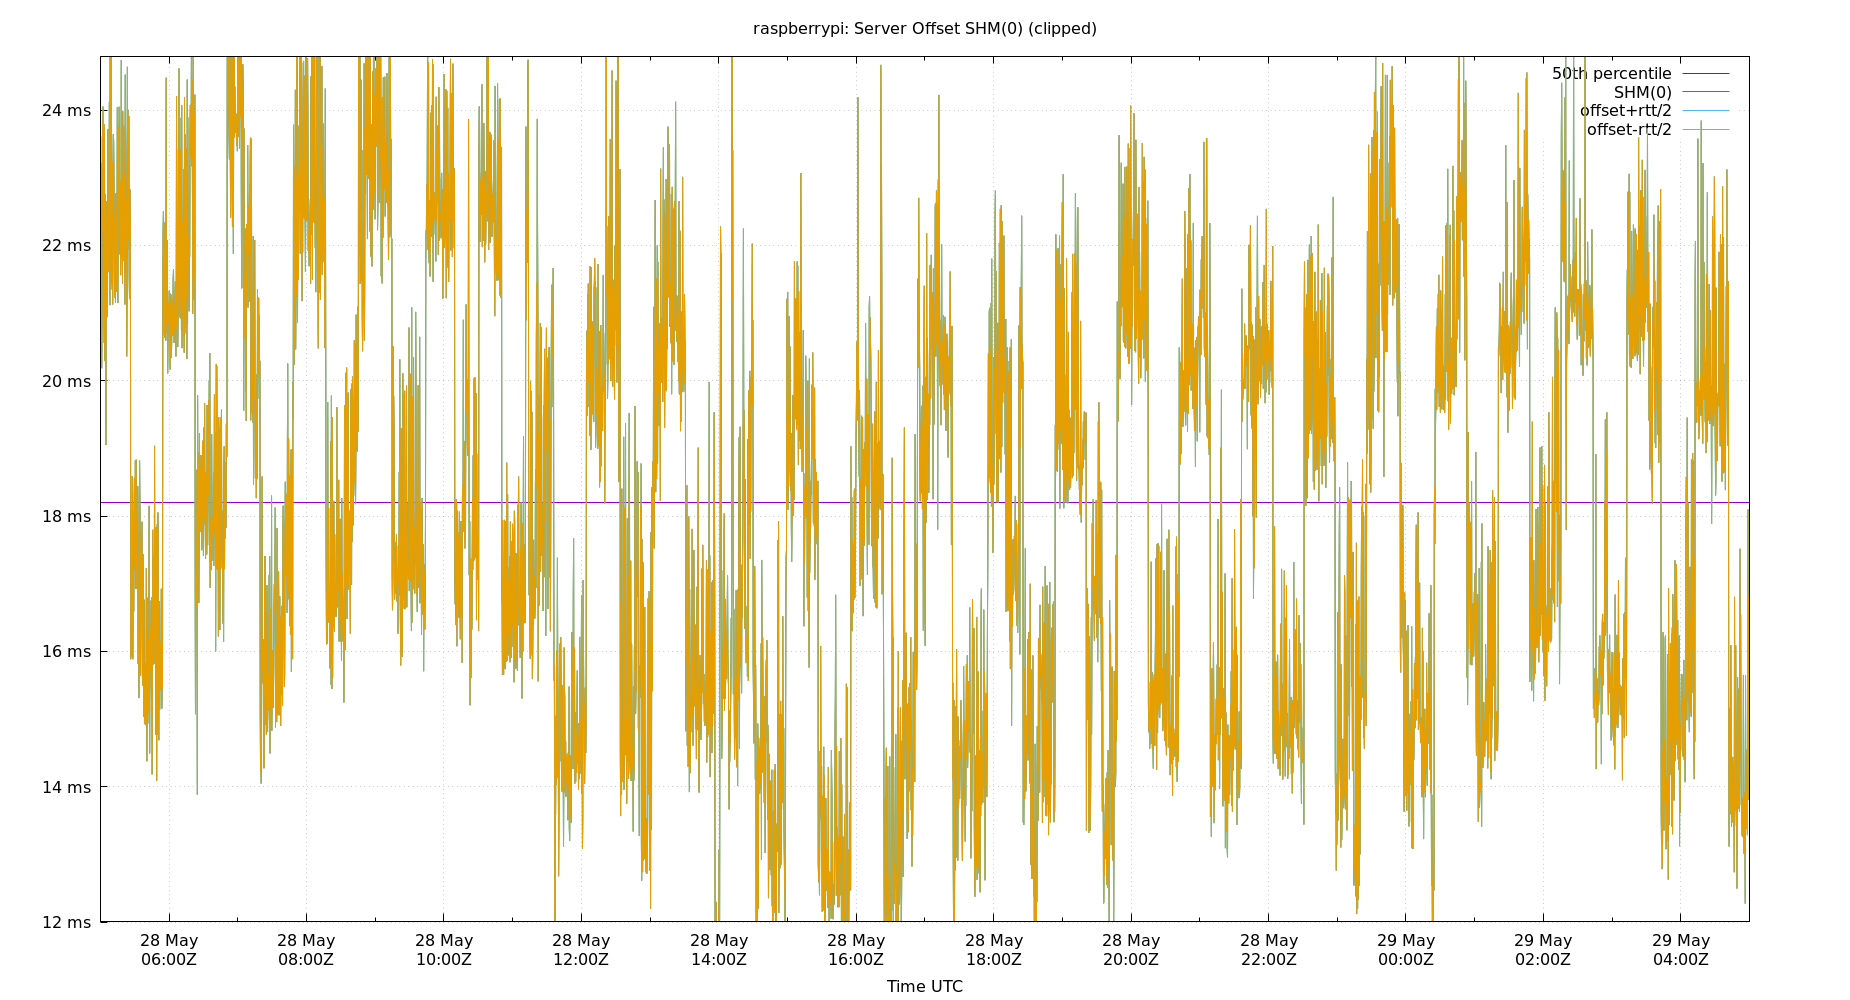 raspberrypi: Server Offset SHM(0) (clipped)
50th percentile
SHM(0)
offset+rtt/2
offset-rtt/2
24 ms
22 ms
20 ms
18 ms
16 ms
14 ms
12 ms
28 May 28 May 28 May 28 May 28 May 28 May 28 May 28 May 28 May 29 May 29 May 29 May
06:00Z 08:00Z 10:00Z 12:00Z 14:00Z 16:00Z 18:00Z 20:00Z 22:00Z 00:00Z 02:00Z 04:00Z
Time UTC